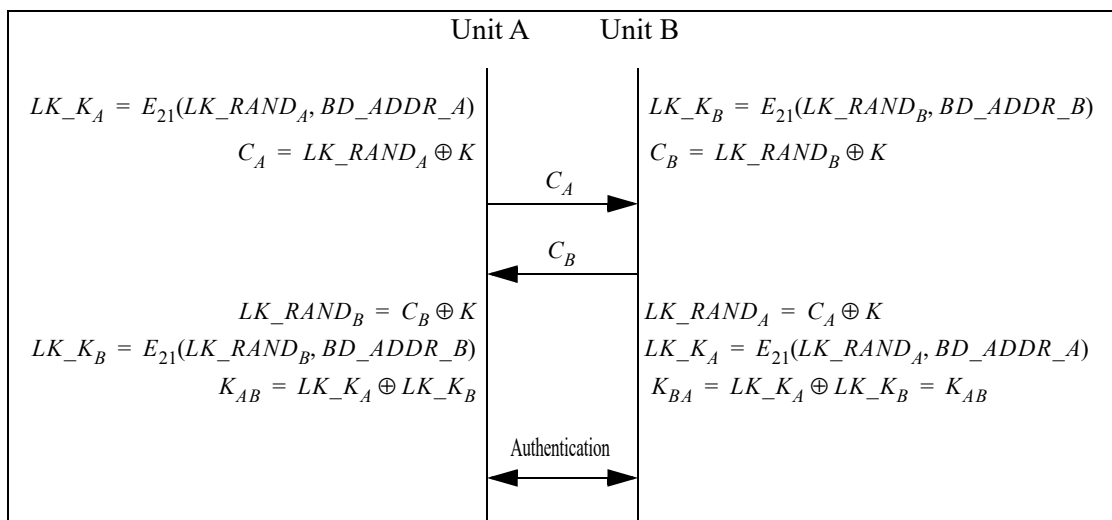 Unit A Unit B
LK_K_A = E_21(LK_RAND_A, BD_ADDR_A) LK_K_B = E_21(LK_RAND_B, BD_ADDR_B)
C_A = LK_RAND_A ⊕ K C_B = LK_RAND_B ⊕ K
C_A
C_B
LK_RAND_B = C_B ⊕ K LK_RAND_A = C_A ⊕ K
LK_K_B = E_21(LK_RAND_B, BD_ADDR_B) LK_K_A = E_21(LK_RAND_A, BD_ADDR_A)
K_AB = LK_K_A ⊕ LK_K_B K_BA = LK_K_A ⊕ LK_K_B = K_AB
Authentication